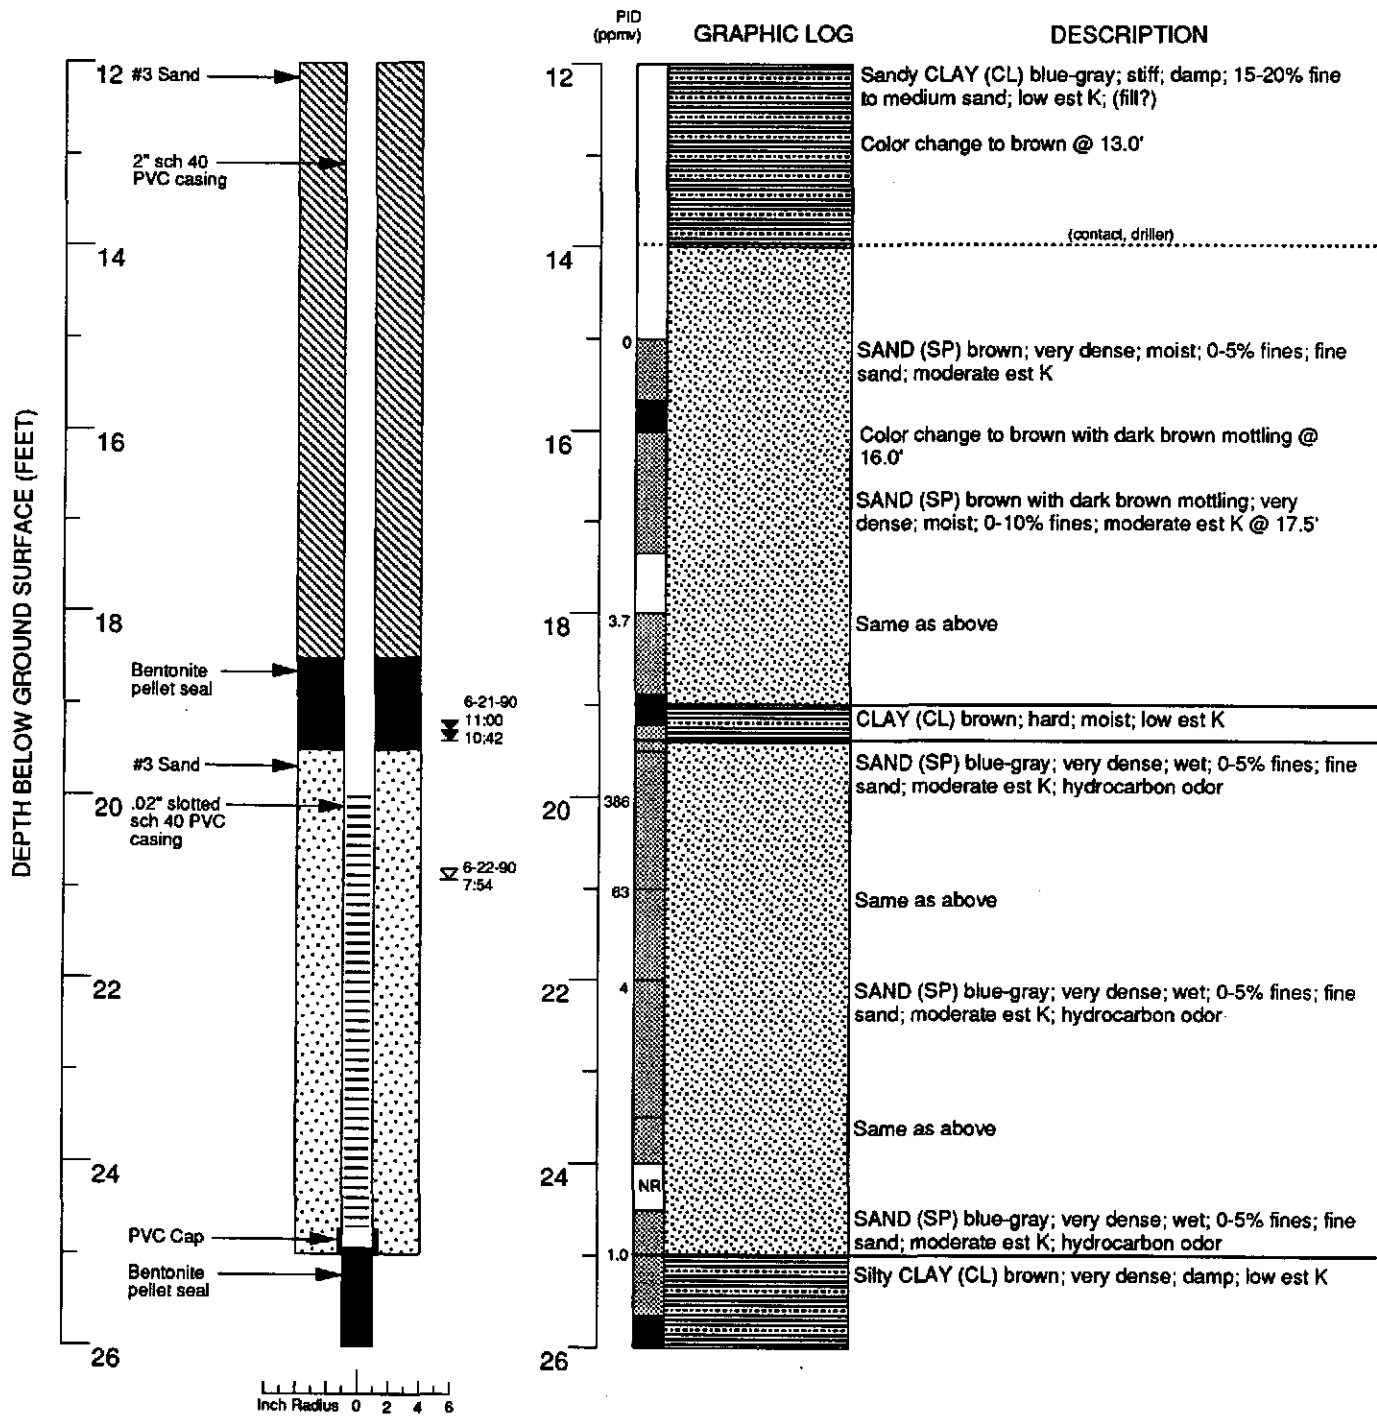 PID
(ppmv)
GRAPHIC LOG
DESCRIPTION
DEPTH BELOW GROUND SURFACE (FEET)
12
14
16
18
20
22
24
26
#3 Sand
2" sch 40
PVC casing
Bentonite
pellet seal
#3 Sand
.02" slotted
sch 40 PVC
casing
PVC Cap
Bentonite
pellet seal
6-21-90
11:00
10:42
6-22-90
7:54
Inch Radius 0 2 4 6
12
14
16
18
20
22
24
26
0
3.7
386
63
4
NR
1.0
Sandy CLAY (CL) blue-gray; stiff; damp; 15-20% fine
to medium sand; low est K; (fill?)
Color change to brown @ 13.0'
(contact, driller)
SAND (SP) brown; very dense; moist; 0-5% fines; fine
sand; moderate est K
Color change to brown with dark brown mottling @
16.0'
SAND (SP) brown with dark brown mottling; very
dense; moist; 0-10% fines; moderate est K @ 17.5'
Same as above
CLAY (CL) brown; hard; moist; low est K
SAND (SP) blue-gray; very dense; wet; 0-5% fines; fine
sand; moderate est K; hydrocarbon odor
Same as above
SAND (SP) blue-gray; very dense; wet; 0-5% fines; fine
sand; moderate est K; hydrocarbon odor
Same as above
SAND (SP) blue-gray; very dense; wet; 0-5% fines; fine
sand; moderate est K; hydrocarbon odor
Silty CLAY (CL) brown; very dense; damp; low est K